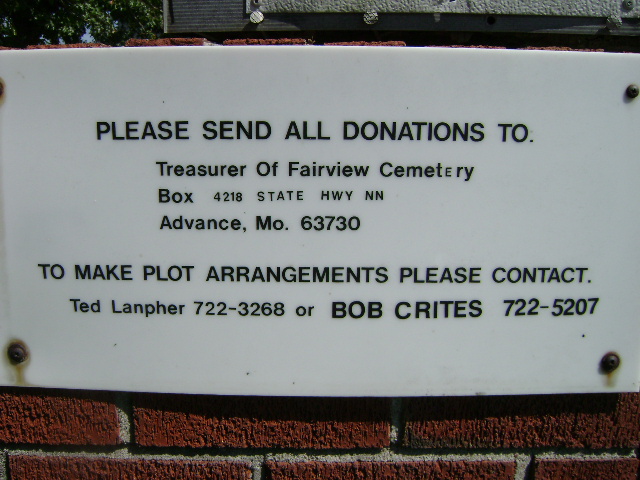 PLEASE SEND ALL DONATIONS TO.
Treasurer Of Fairview Cemetery
Box 4218 STATE HWY NN
Advance, Mo. 63730
TO MAKE PLOT ARRANGEMENTS PLEASE CONTACT.
Ted Lanpher 722-3268 or BOB CRITES 722-5207